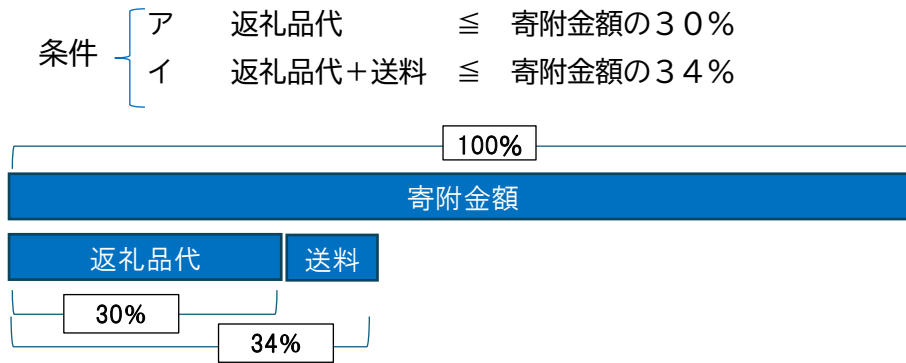 条件
ア 返礼品代 ≦ 寄附金額の３０％
イ 返礼品代＋送料 ≦ 寄附金額の３４％
100%
寄附金額
返礼品代 送料
30%
34%